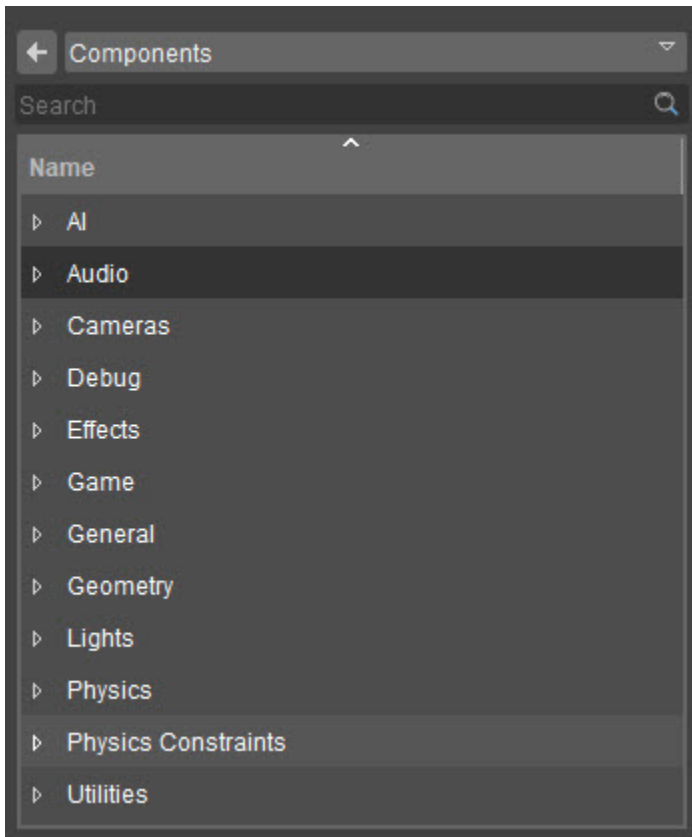 Components
Search
Name
AI
Audio
Cameras
Debug
Effects
Game
General
Geometry
Lights
Physics
Physics Constraints
Utilities